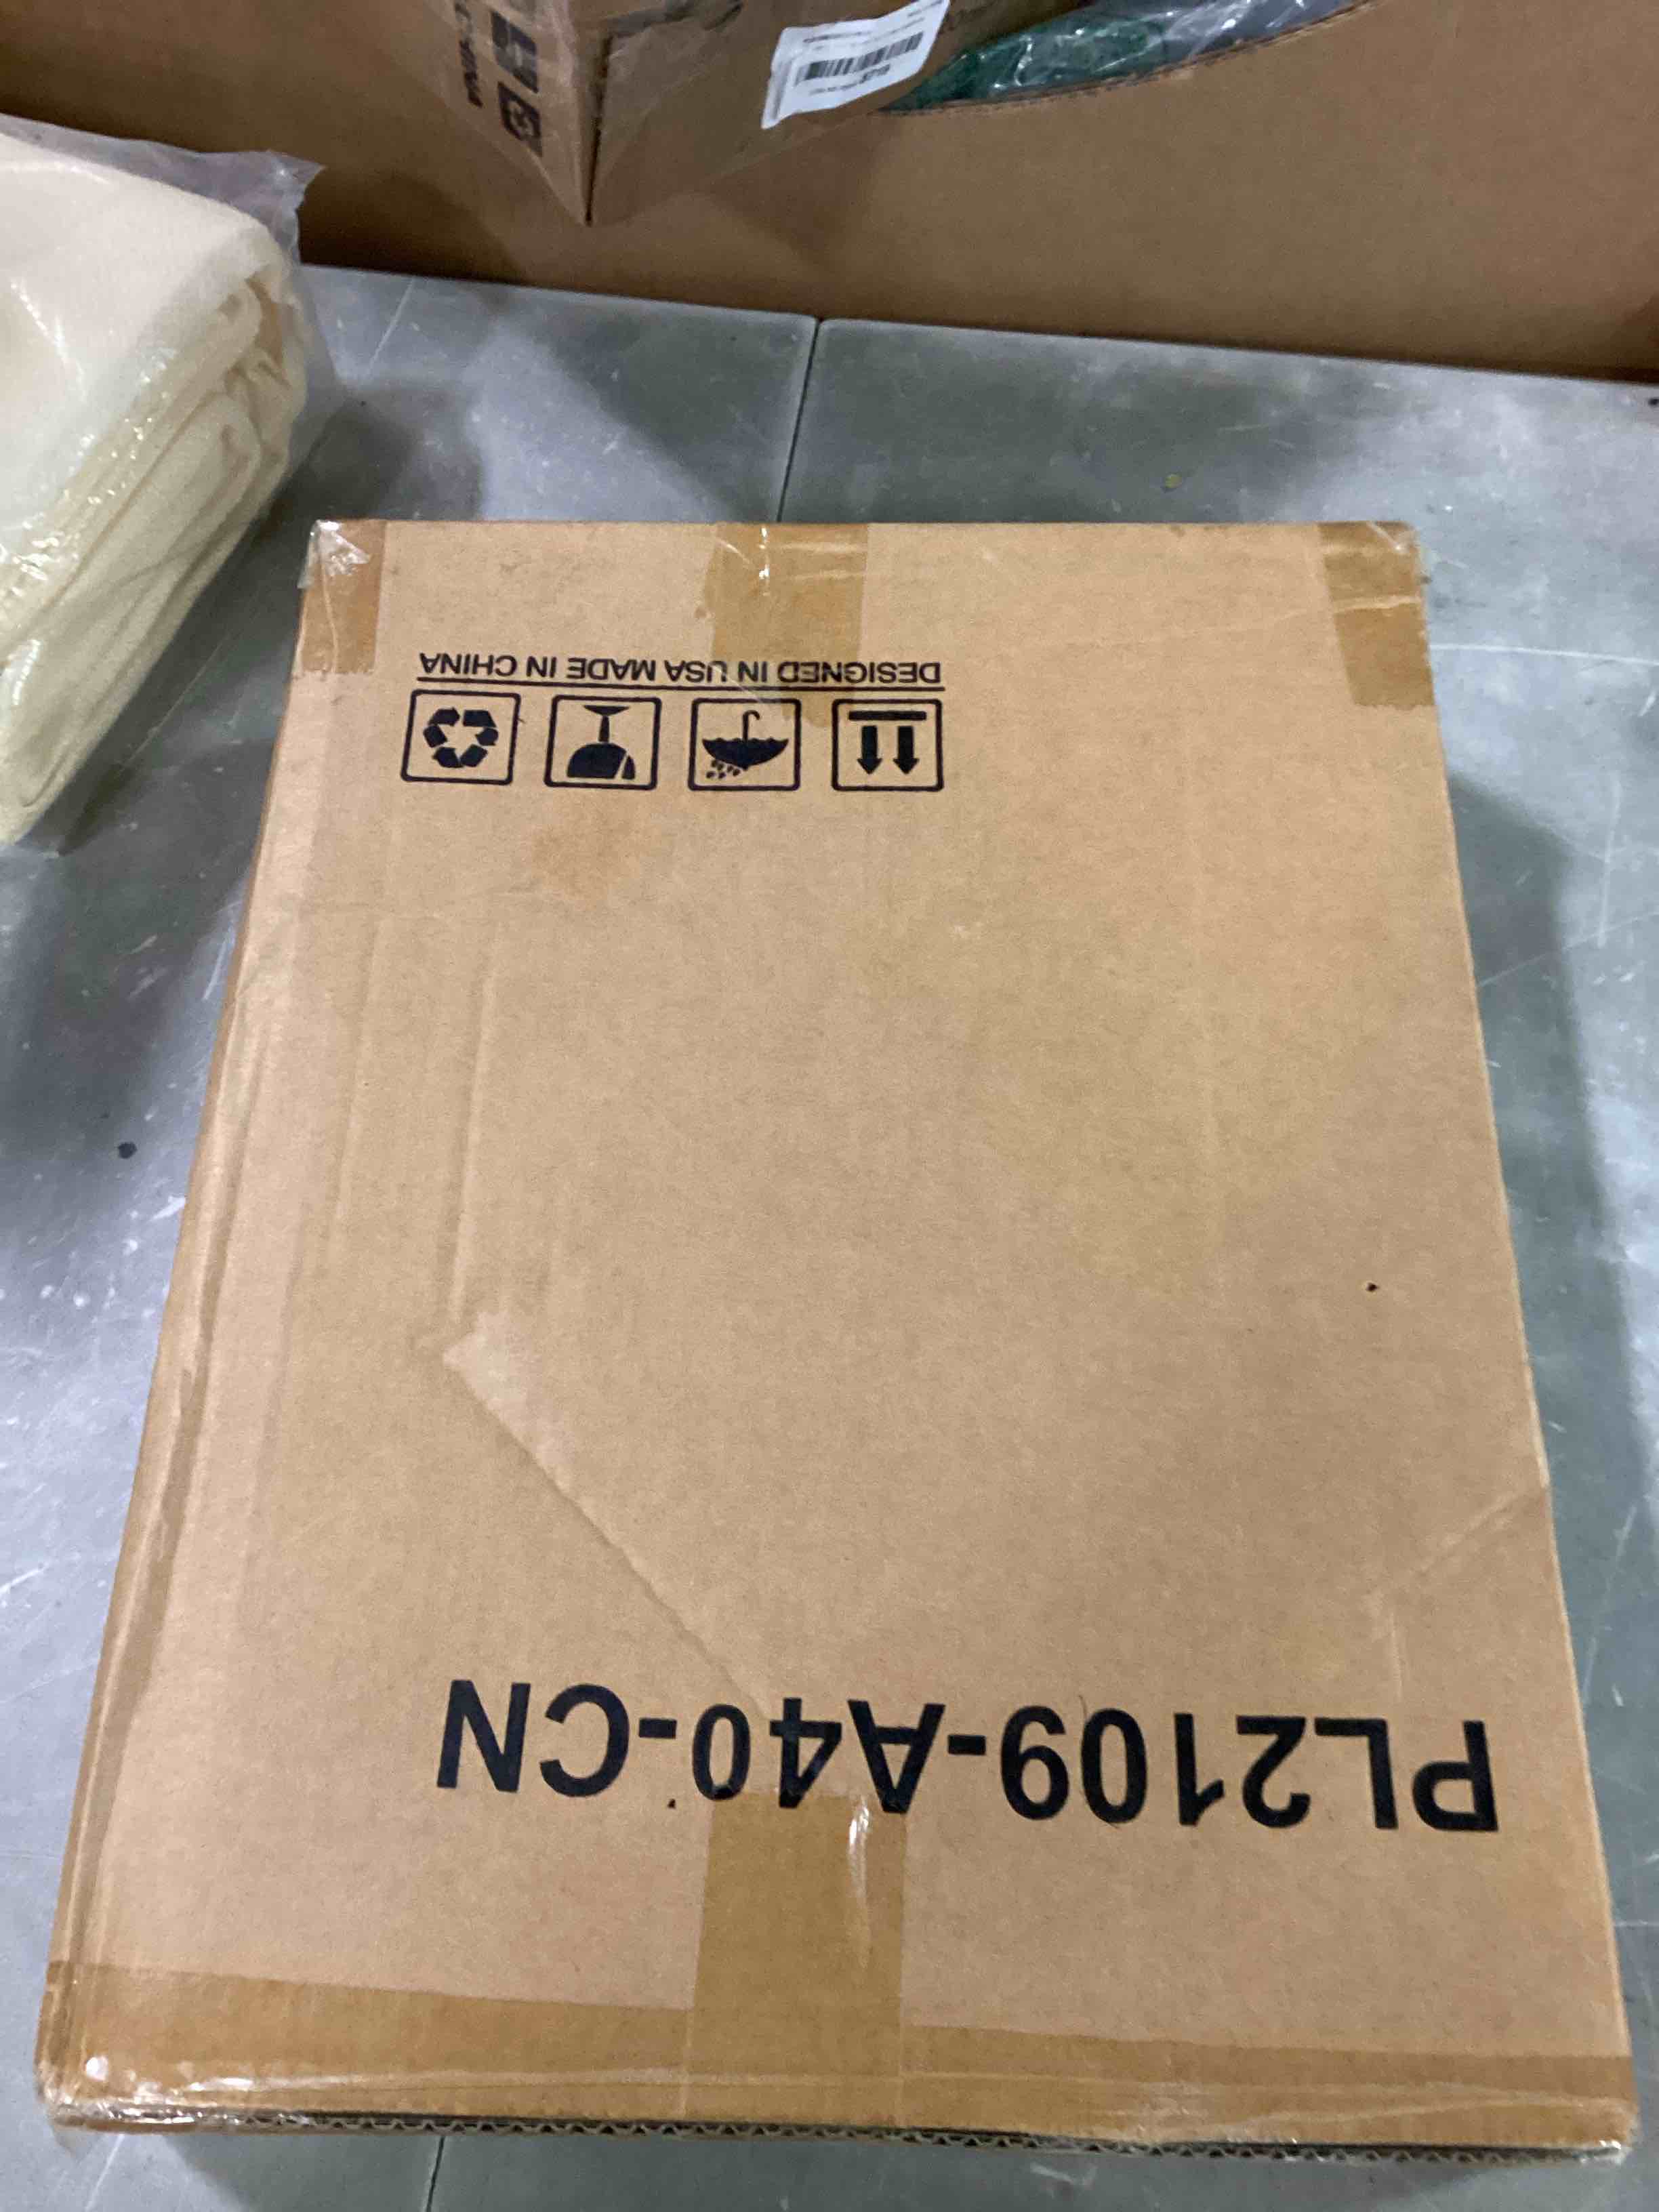 PL2109-A40-CN
DESIGNED IN USA MADE IN CHINA